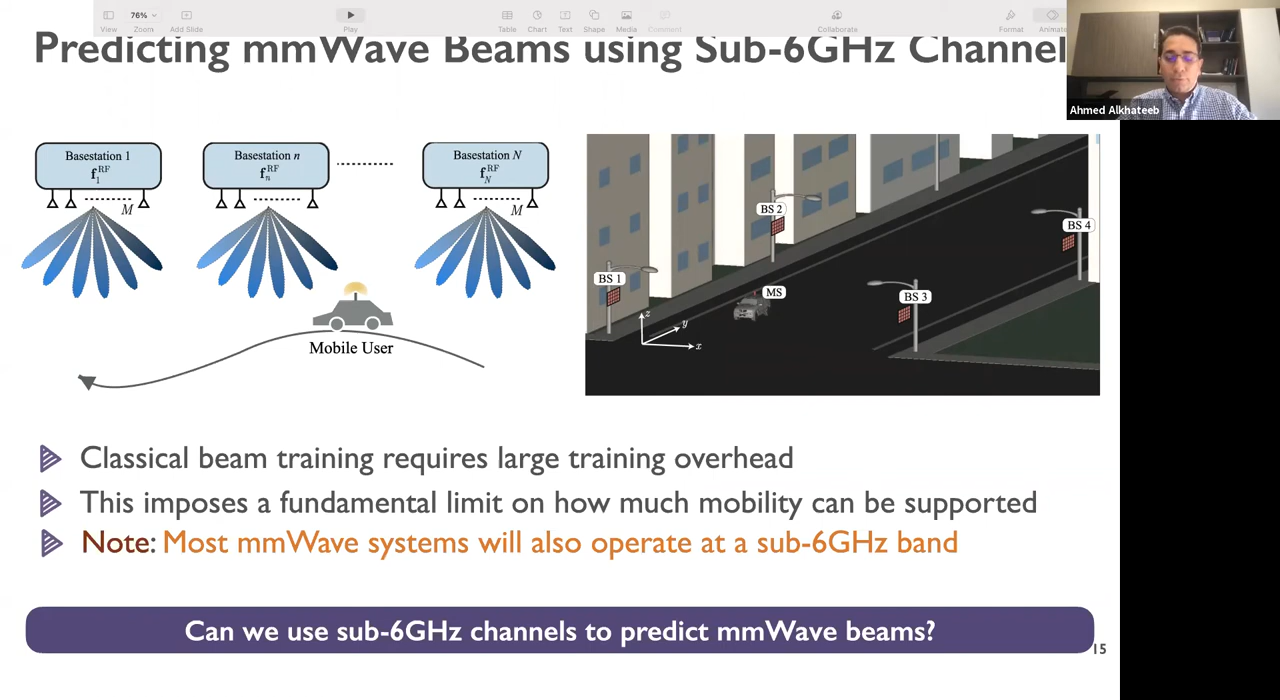 View
76%
Zoom
Add Slide
Play
Table
Chart
Text
Shape
Media
Comment
Collaborate
Format
Animate
Predicting mmWave Beams using Sub-6GHz Channel
Ahmed Alkhateeb
Basestation 1
f₁ᴿᶠ
M
Basestation n
fₙᴿᶠ
Basestation N
f_N^RF
M
Mobile User
BS 1
BS 2
BS 3
BS 4
MS
z
y
x
Classical beam training requires large training overhead
This imposes a fundamental limit on how much mobility can be supported
Note: Most mmWave systems will also operate at a sub-6GHz band
Can we use sub-6GHz channels to predict mmWave beams?
15